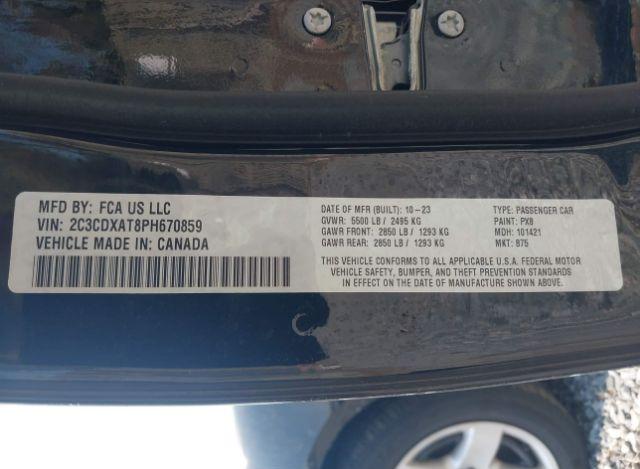 MFD BY: FCA US LLC
VIN: 2C3CDXAT8PH670859
VEHICLE MADE IN: CANADA
DATE OF MFR (BUILT): 10-23
GVWR: 5500 LB / 2495 KG
GAWR FRONT: 2850 LB / 1293 KG
GAWR REAR: 2850 LB / 1293 KG
TYPE: PASSENGER CAR
PAINT: PX8
MDH: 101421
MKT: 875
THIS VEHICLE CONFORMS TO ALL APPLICABLE U.S.A. FEDERAL MOTOR
VEHICLE SAFETY, BUMPER, AND THEFT PREVENTION STANDARDS
IN EFFECT ON THE DATE OF MANUFACTURE SHOWN ABOVE.